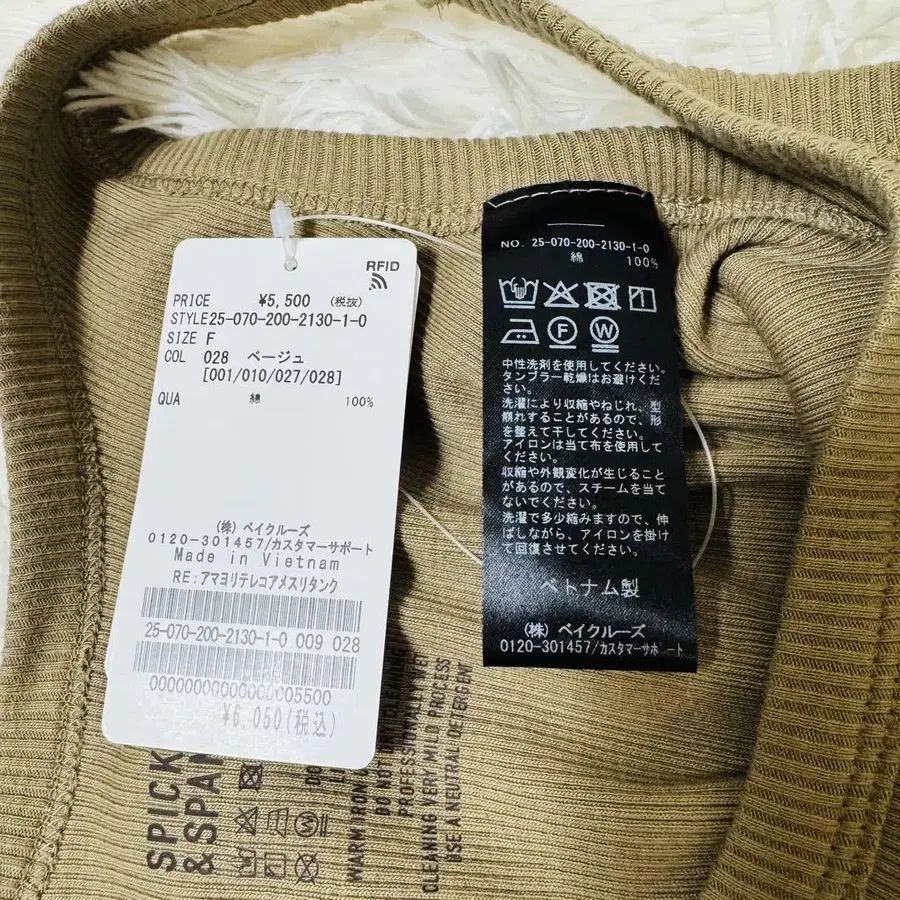 RFID
PRICE ¥5,500 (税抜)
STYLE25-070-200-2130-1-0
SIZE F
COL 028 ベージュ
[001/010/027/028]
QUA 綿 100%
(株) ベイクルーズ
0120-301457/カスタマーサポート
Made in Vietnam
RE:アマヨリテレコアメスリタンク
25-070-200-2130-1-0 009 028
¥6,050(税込)
NO. 25-070-200-2130-1-0
綿 100%
F
W
中性洗剤を使用してください。
タンブラー乾燥はお避けくださ
い。
洗濯により収縮やねじれ、型
崩れすることがあるので、形
を整えて干してください。
アイロンは当て布を使用して
ください。
収縮や外観変化が生じること
があるので、スチームを当て
ないでください。
洗濯で多少縮みますので、伸
ばしながら、アイロンを掛け
て回復させてください。
ベトナム製
(株) ベイクルーズ
0120-301457/カスタマーサポート
SPICK
& SPAN
WARM IRON
DO NOT
PROFESSIONALLY WET
CLEANING VERY MILD PROCESS
USE A NEUTRAL DETERGENT